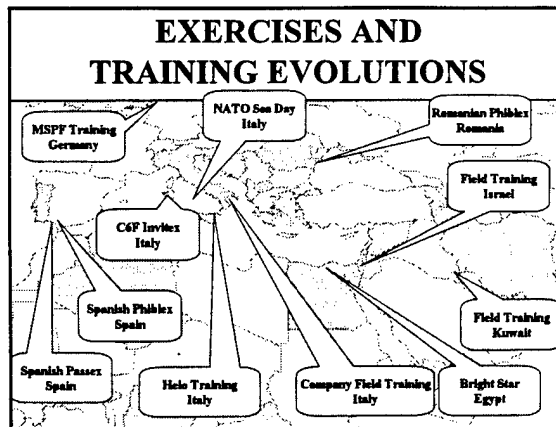 EXERCISES AND
TRAINING EVOLUTIONS
MSPF Training
Germany
NATO Sea Day
Italy
Romanian Phiblex
Romania
Field Training
Israel
C6F Invitex
Italy
Spanish Phiblex
Spain
Field Training
Kuwait
Spanish Passex
Spain
Helo Training
Italy
Company Field Training
Italy
Bright Star
Egypt